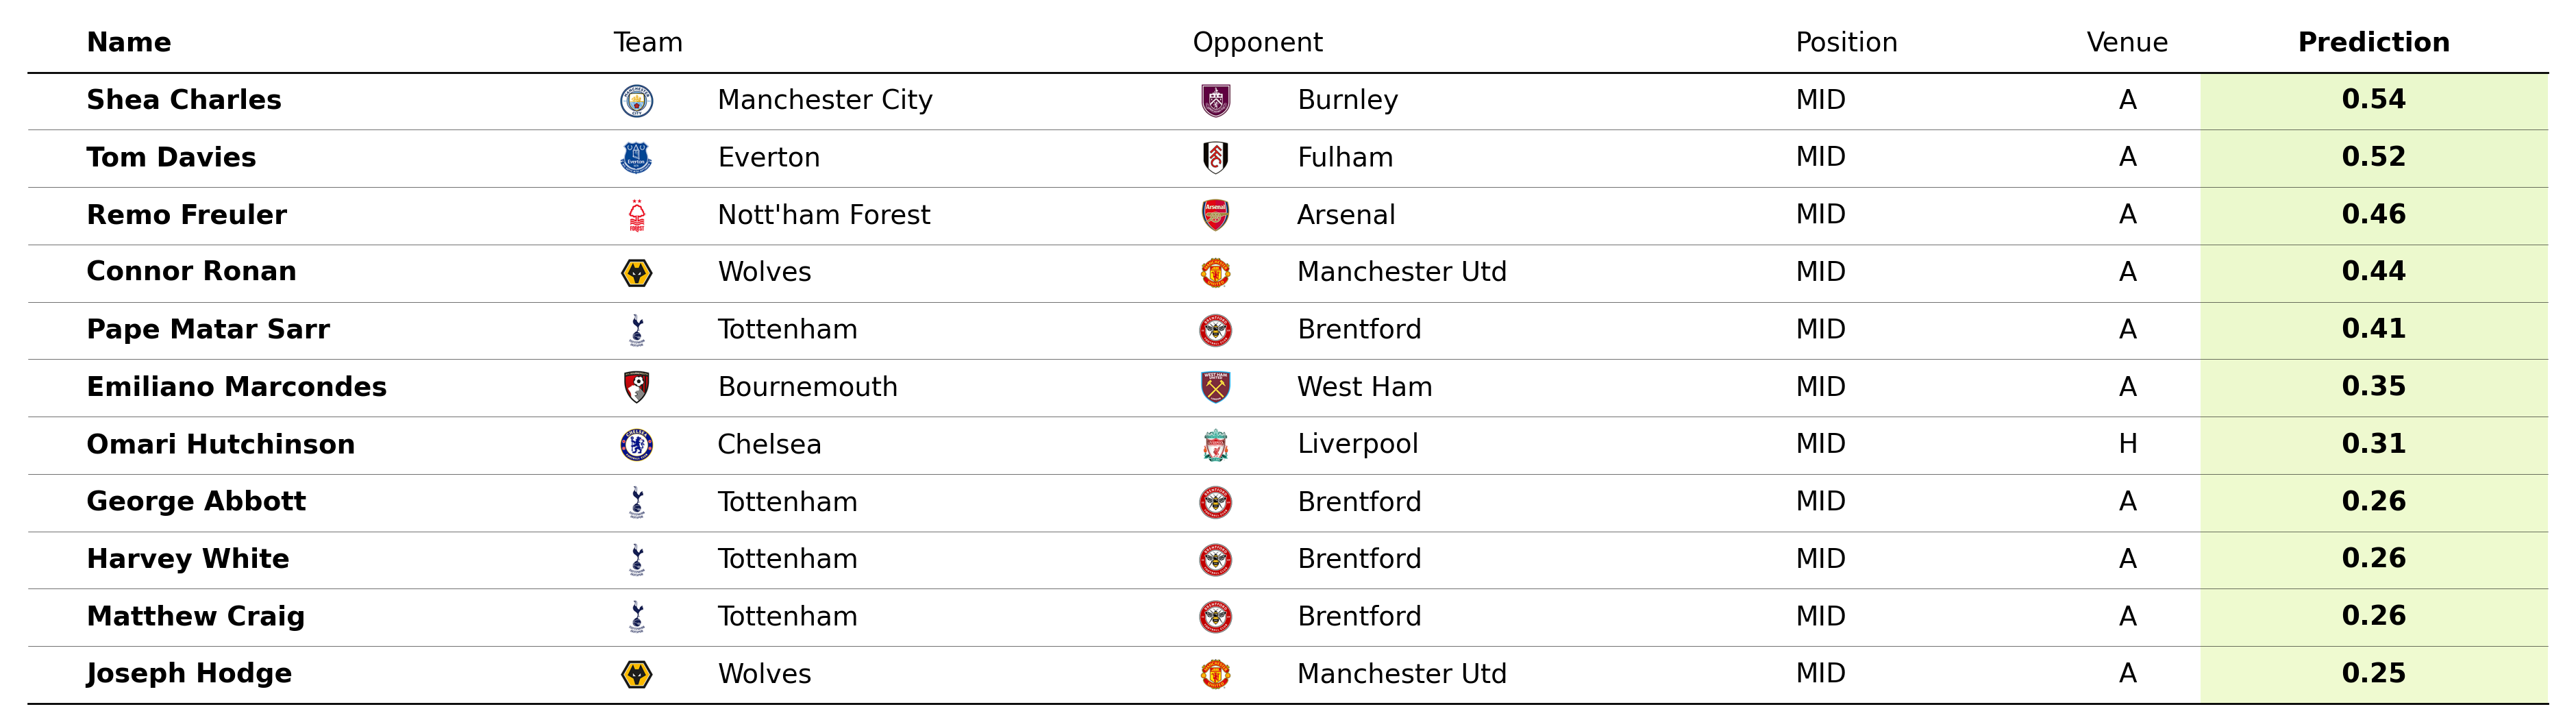 Name Team Opponent Position Venue Prediction
Shea Charles Manchester City Burnley MID A 0.54
Tom Davies Everton Fulham MID A 0.52
Remo Freuler Nott'ham Forest Arsenal MID A 0.46
Connor Ronan Wolves Manchester Utd MID A 0.44
Pape Matar Sarr Tottenham Brentford MID A 0.41
Emiliano Marcondes Bournemouth West Ham MID A 0.35
Omari Hutchinson Chelsea Liverpool MID H 0.31
George Abbott Tottenham Brentford MID A 0.26
Harvey White Tottenham Brentford MID A 0.26
Matthew Craig Tottenham Brentford MID A 0.26
Joseph Hodge Wolves Manchester Utd MID A 0.25